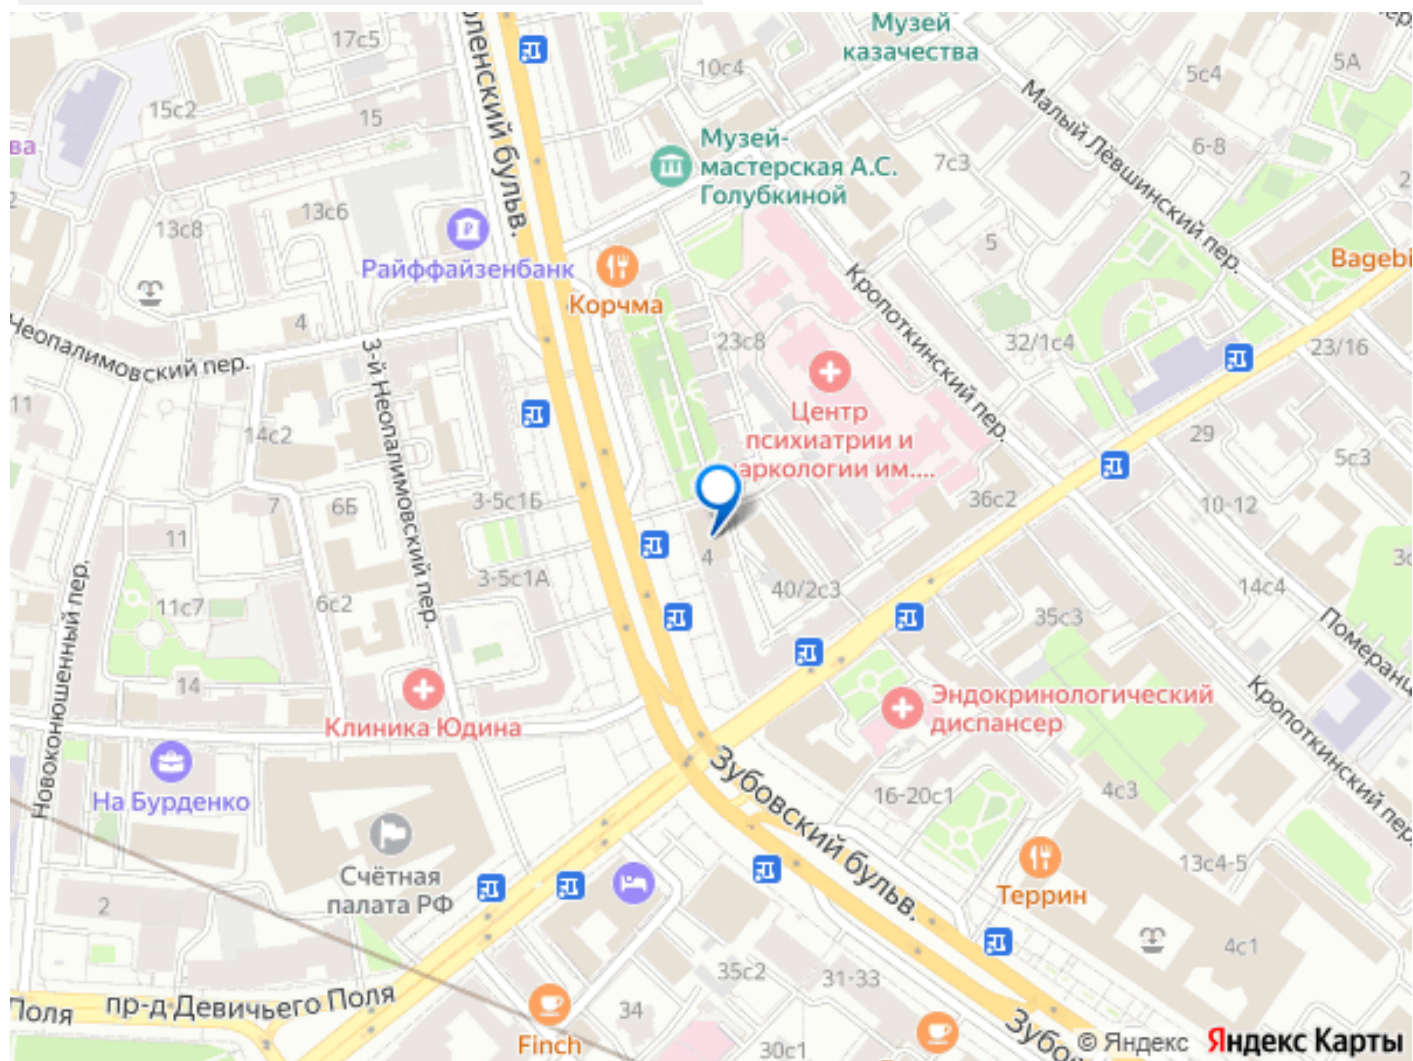 Музей
казачества
17с5
10с4
5с4
5А
15с2
15
Смоленский бульв.
Малый Лёвшинский пер.
Музей-
мастерская А.С.
Голубкиной
7с3
6-8
ва
2
13с6
13с8
5
Райффайзенбанк
Корчма
Bagebi
Кропоткинский пер.
4
Неопалимовский пер.
3-й Неопалимовский пер.
23с8
32/1с4
23/16
11
Центр
психиатрии и
наркологии им....
14с2
29
5с3
7
6Б
3-5с1Б
36с2
10-12
11
4
3-5с1А
40/2с3
14с4
11с7
6с2
35с3
Новоконюшенный пер.
14
Клиника Юдина
Эндокринологический
диспансер
Кропоткинский пер.
На Бурденко
Зубовский бульв.
16-20с1
4с3
Счётная
палата РФ
13с4-5
Террин
2
4с1
35с2
31-33
пр-д Девичьего Поля
Поля
34
Finch
30с1
© Яндекс Яндекс Карты